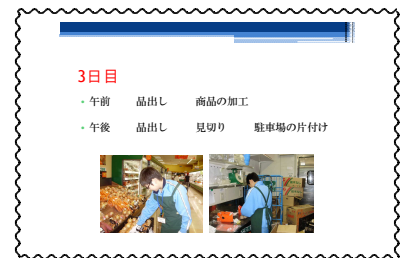 3日目
・午前 品出し 商品の加工
・午後 品出し 見切り 駐車場の片付け